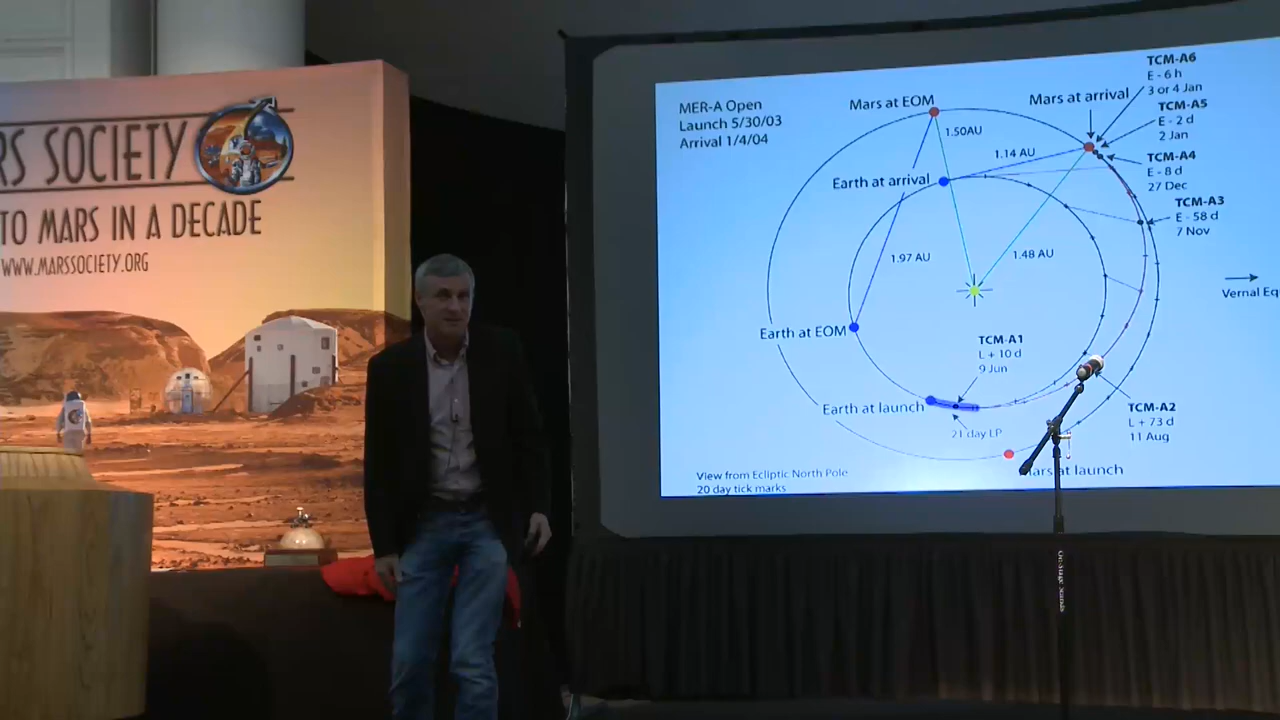 RS SOCIETY
TO MARS IN A DECADE
WWW.MARSSOCIETY.ORG
MER-A Open
Launch 5/30/03
Arrival 1/4/04
Mars at EOM
1.50AU
Mars at arrival
TCM-A6
E - 6 h
3 or 4 Jan
TCM-A5
E - 2 d
2 Jan
1.14 AU
TCM-A4
E - 8 d
27 Dec
Earth at arrival
TCM-A3
E - 58 d
7 Nov
1.97 AU
1.48 AU
Vernal Eq
Earth at EOM
TCM-A1
L + 10 d
9 Jun
Earth at launch
21 day LP
TCM-A2
L + 73 d
11 Aug
Mars at launch
View from Ecliptic North Pole
20 day tick marks
On-Stage Stands